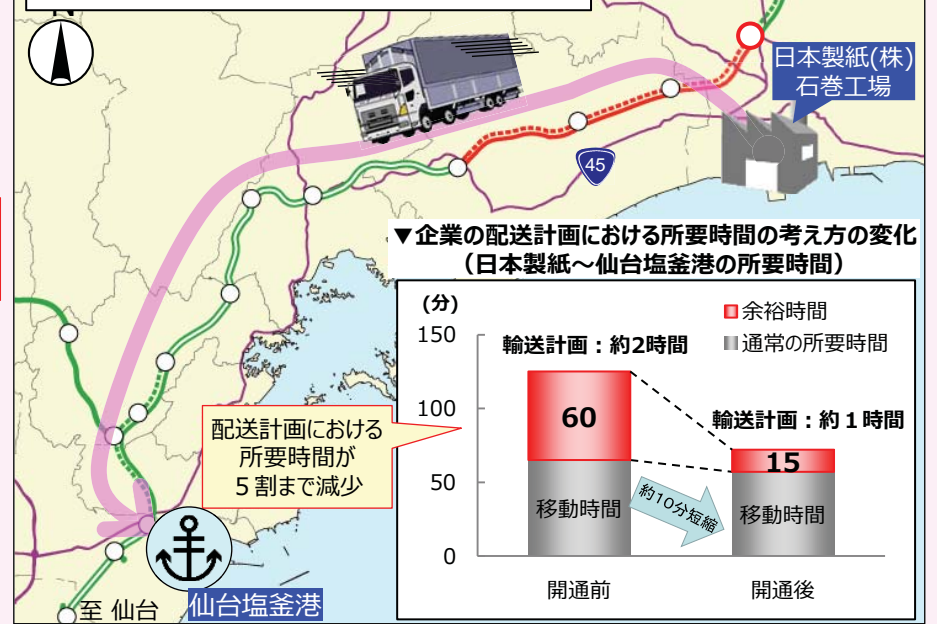 N
日本製紙(株)
石巻工場
45
▼企業の配送計画における所要時間の考え方の変化
(日本製紙～仙台塩釜港の所要時間)
(分)
余裕時間
通常の所要時間
150
100
50
0
輸送計画：約2時間
輸送計画：約１時間
60
15
移動時間
約10分短縮
移動時間
開通前
開通後
配送計画における
所要時間が
５割まで減少
至 仙台
仙台塩釜港